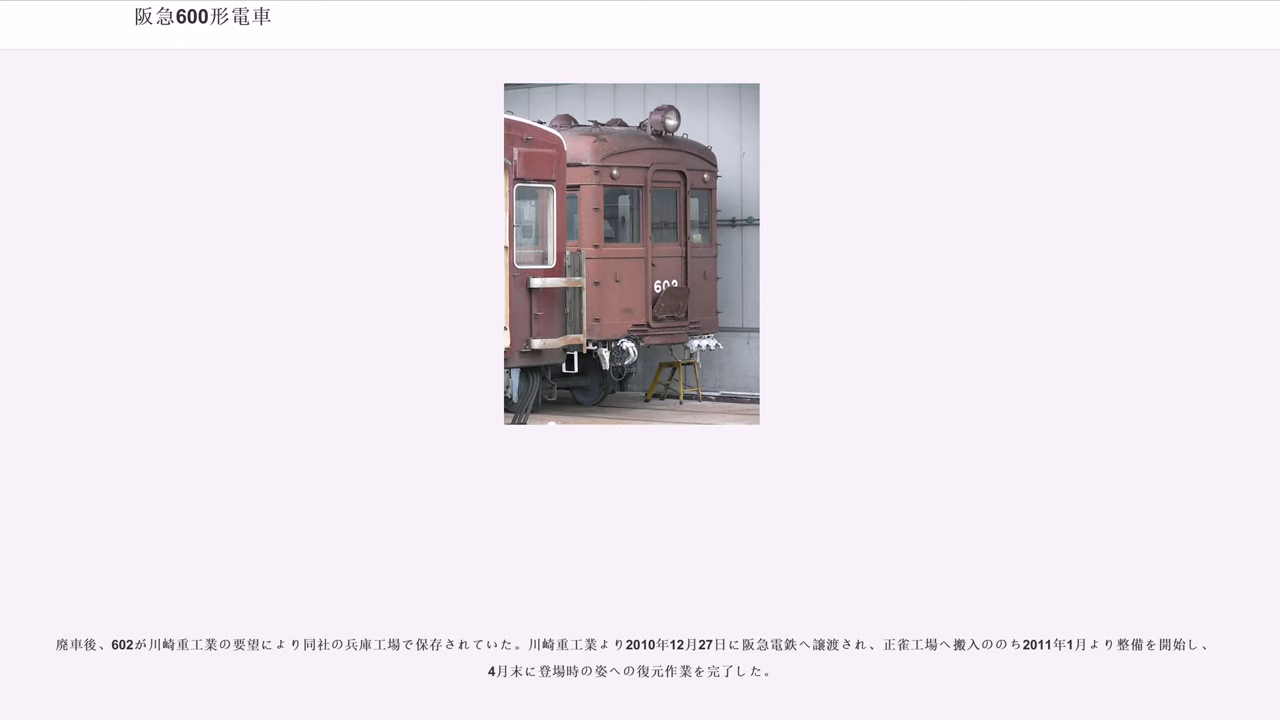 阪急600形電車
602
廃車後、602が川崎重工業の要望により同社の兵庫工場で保存されていた。川崎重工業より2010年12月27日に阪急電鉄へ譲渡され、正雀工場へ搬入ののち2011年1月より整備を開始し、
4月末に登場時の姿への復元作業を完了した。